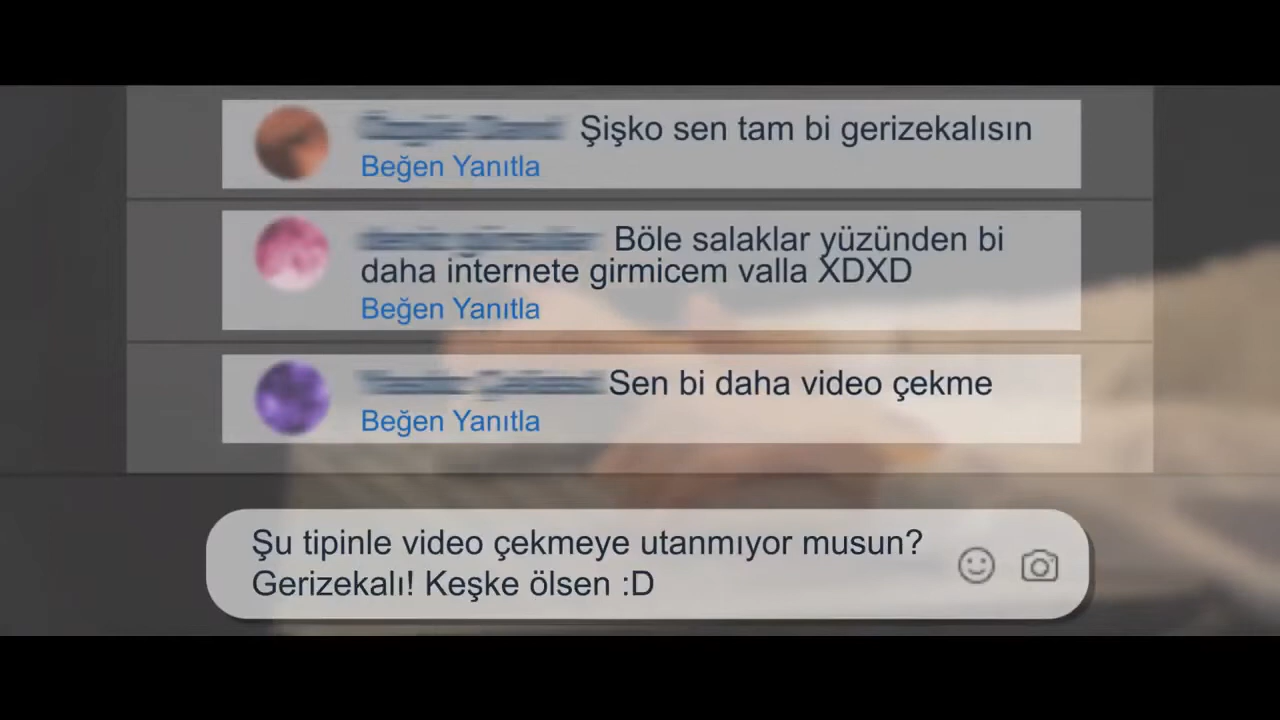 Şişko sen tam bi gerizekalısın
Beğen Yanıtla
Böle salaklar yüzünden bi
daha internete girmicem valla XDXD
Beğen Yanıtla
Sen bi daha video çekme
Beğen Yanıtla
Şu tipinle video çekmeye utanmıyor musun?
Gerizekalı! Keşke ölsen :D